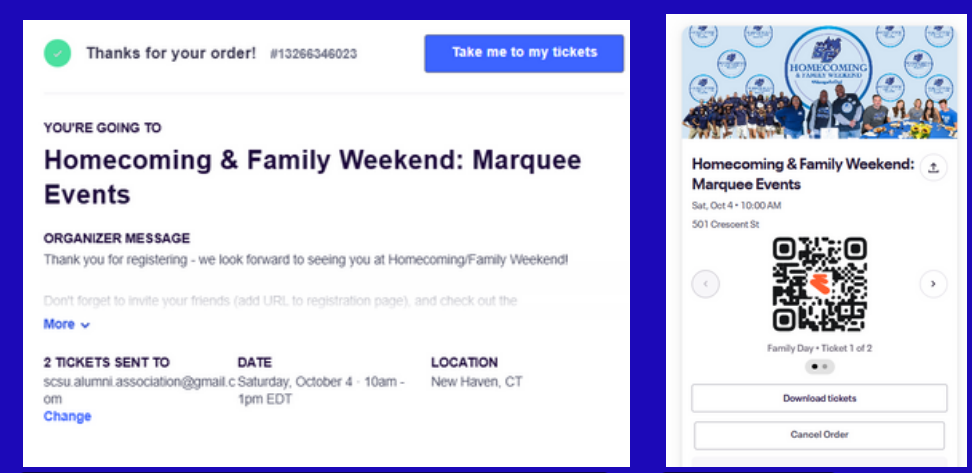 Thanks for your order! #13266346023
Take me to my tickets
YOU'RE GOING TO
Homecoming & Family Weekend: Marquee
Events
ORGANIZER MESSAGE
Thank you for registering - we look forward to seeing you at Homecoming/Family Weekend!
Don't forget to invite your friends (add URL to registration page), and check out the
More
2 TICKETS SENT TO
scsu.alumni.association@gmail.c
om
Change
DATE
Saturday, October 4 · 10am -
1pm EDT
LOCATION
New Haven, CT
HOMECOMING
& FAMILY WEEKEND
Homecoming & Family Weekend:
Marquee Events
Sat, Oct 4 • 10:00 AM
501 Crescent St
Family Day • Ticket 1 of 2
Download tickets
Cancel Order